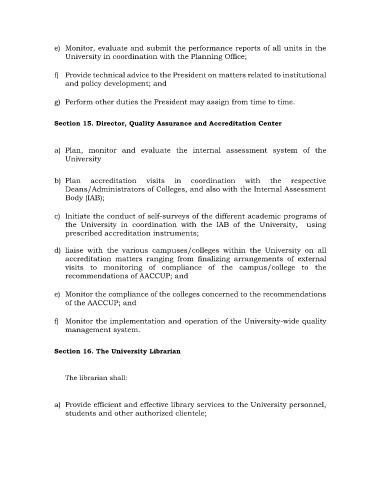 e) Monitor, evaluate and submit the performance reports of all units in the
University in coordination with the Planning Office;
f) Provide technical advice to the President on matters related to institutional
and policy development; and
g) Perform other duties the President may assign from time to time.
Section 15. Director, Quality Assurance and Accreditation Center
a) Plan, monitor and evaluate the internal assessment system of the
University
b) Plan accreditation visits in coordination with the respective
Deans/Administrators of Colleges, and also with the Internal Assessment
Body (IAB);
c) Initiate the conduct of self-surveys of the different academic programs of
the University in coordination with the IAB of the University, using
prescribed accreditation instruments;
d) liaise with the various campuses/colleges within the University on all
accreditation matters ranging from finalizing arrangements of external
visits to monitoring of compliance of the campus/college to the
recommendations of AACCUP; and
e) Monitor the compliance of the colleges concerned to the recommendations
of the AACCUP; and
f) Monitor the implementation and operation of the University-wide quality
management system.
Section 16. The University Librarian
The librarian shall:
a) Provide efficient and effective library services to the University personnel,
students and other authorized clientele;